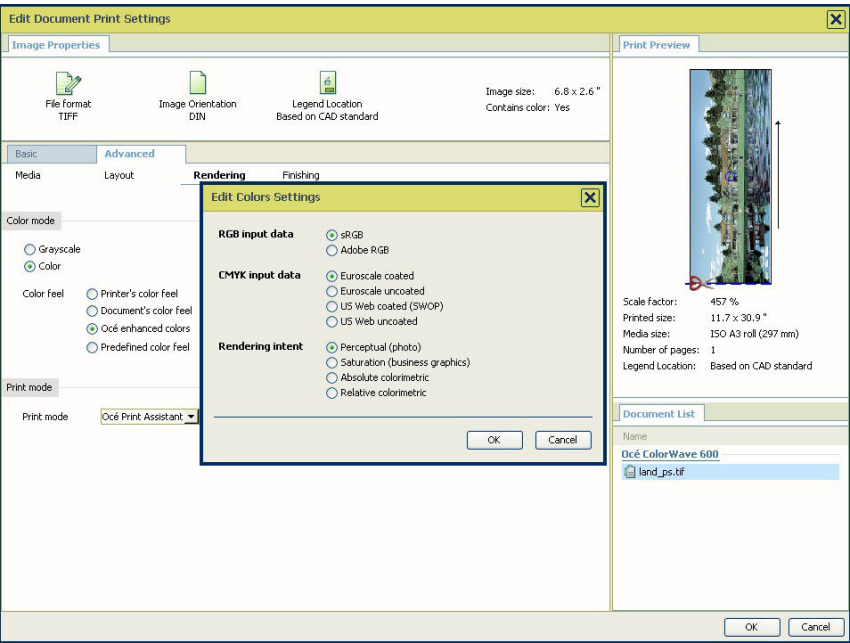 Edit Document Print Settings
Image Properties
File format
TIFF
Image Orientation
DIN
é
Legend Location
Based on CAD standard
Image size: 6.8 x 2.6 "
Contains color: Yes
Basic Advanced
Media Layout Rendering Finishing
Color mode
Grayscale
Color
Color feel Printer's color feel
Document's color feel
Océ enhanced colors
Predefined color feel
Print mode
Print mode Océ Print Assistant
Edit Colors Settings
RGB input data sRGB
Adobe RGB
CMYK input data Euroscale coated
Euroscale uncoated
US Web coated (SWOP)
US Web uncoated
Rendering intent Perceptual (photo)
Saturation (business graphics)
Absolute colorimetric
Relative colorimetric
OK Cancel
Print Preview
Scale factor: 457 %
Printed size: 11.7 x 30.9 "
Media size: ISO A3 roll (297 mm)
Number of pages: 1
Legend Location: Based on CAD standard
Document List
Name
Océ ColorWave 600
land_ps.tif
OK Cancel